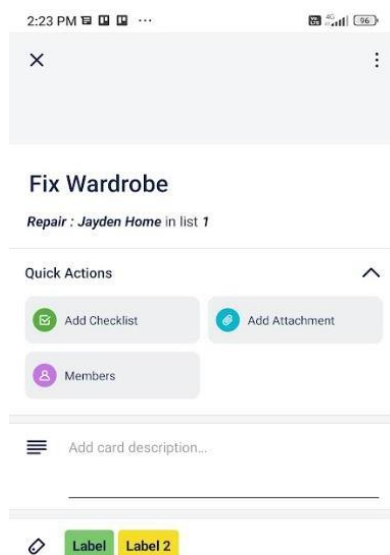 2:23 PM
4G
96
Fix Wardrobe
Repair : Jayden Home in list 1
Quick Actions
Add Checklist
Add Attachment
Members
Add card description...
Label
Label 2